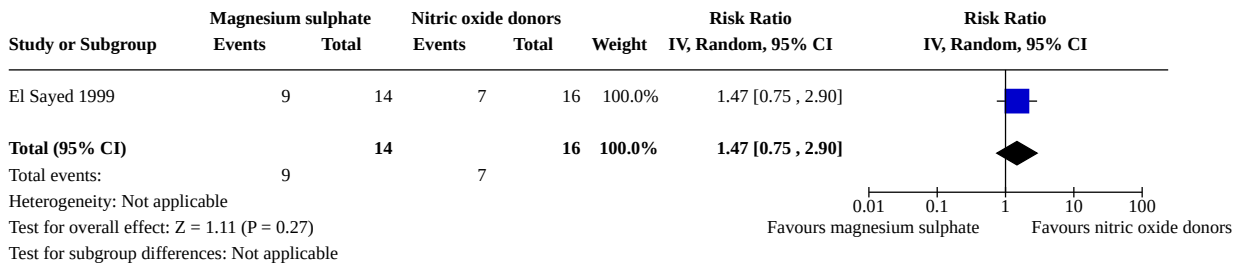 Magnesium sulphate Nitric oxide donors Risk Ratio Risk Ratio
Study or Subgroup Events Total Events Total Weight IV, Random, 95% CI IV, Random, 95% CI
El Sayed 1999 9 14 7 16 100.0% 1.47 [0.75 , 2.90]
Total (95% CI) 14 16 100.0% 1.47 [0.75 , 2.90]
Total events: 9 7
Heterogeneity: Not applicable
0.01 0.1 1 10 100
Test for overall effect: Z = 1.11 (P = 0.27) Favours magnesium sulphate Favours nitric oxide donors
Test for subgroup differences: Not applicable